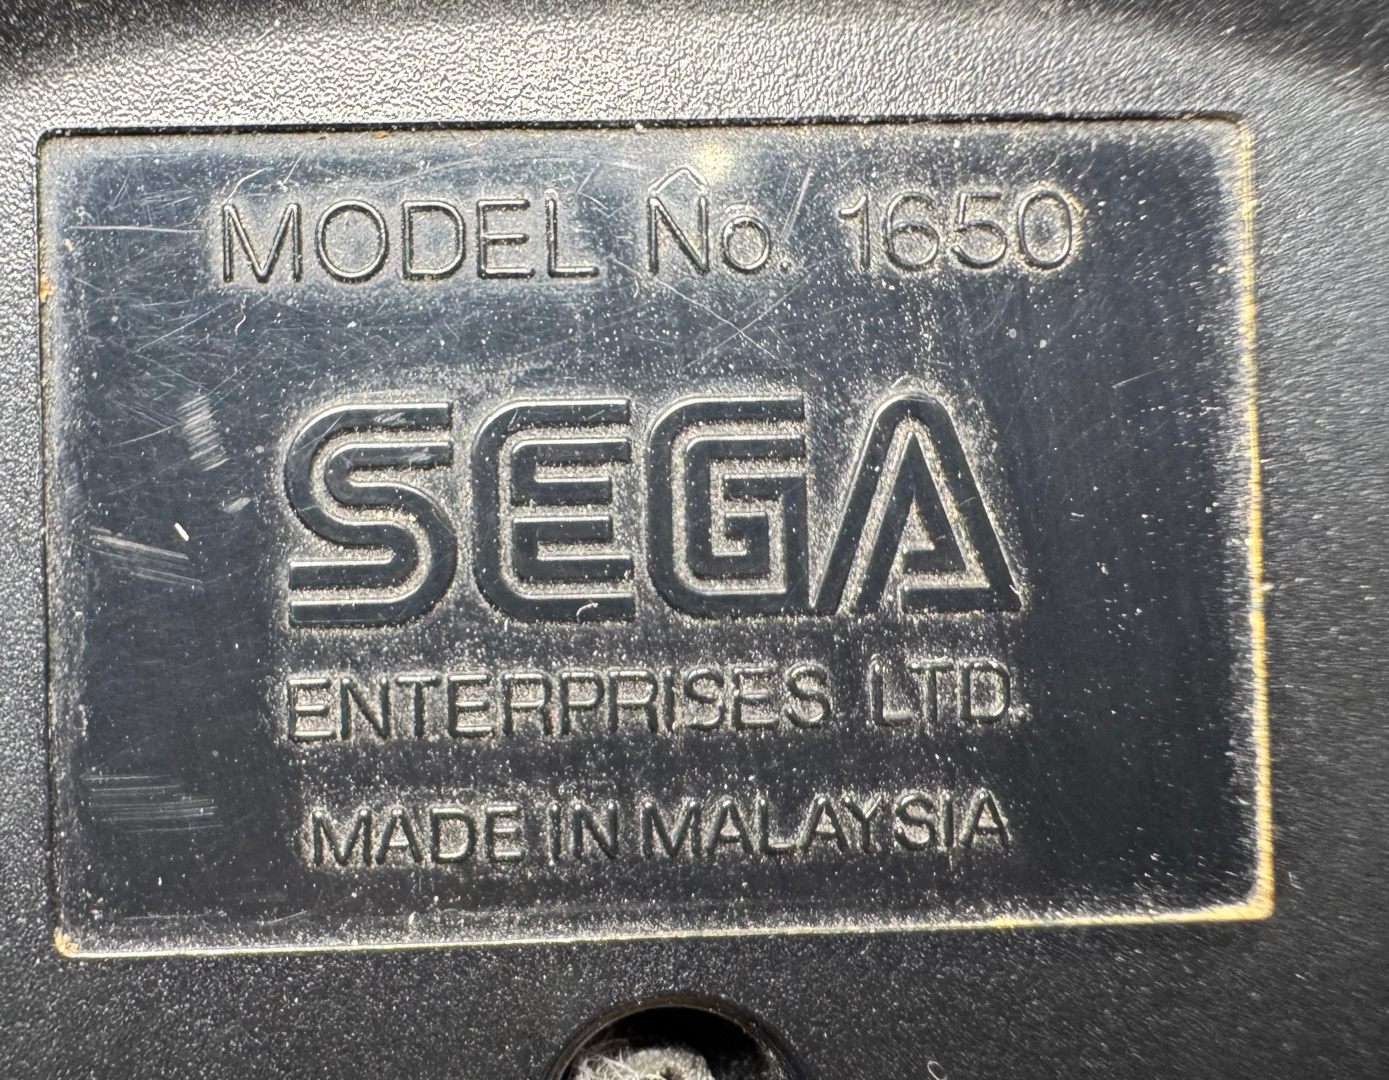 MODEL No. 1650
SEGA
ENTERPRISES LTD.
MADE IN MALAYSIA